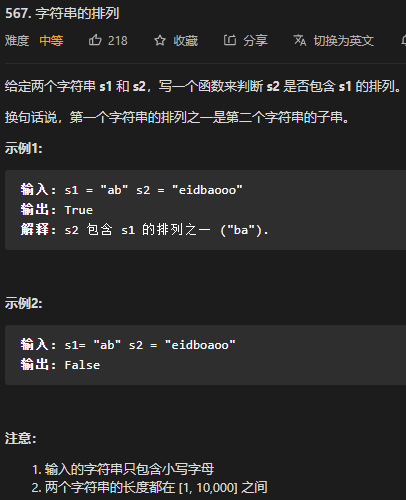 567. 字符串的排列
难度 中等 218 收藏 分享 切换为英文
给定两个字符串 s1 和 s2，写一个函数来判断 s2 是否包含 s1 的排列。
换句话说，第一个字符串的排列之一是第二个字符串的子串。
示例1:
输入: s1 = "ab" s2 = "eidbaooo"
输出: True
解释: s2 包含 s1 的排列之一 ("ba").
示例2:
输入: s1= "ab" s2 = "eidboaoo"
输出: False
注意：
1. 输入的字符串只包含小写字母
2. 两个字符串的长度都在 [1, 10,000] 之间